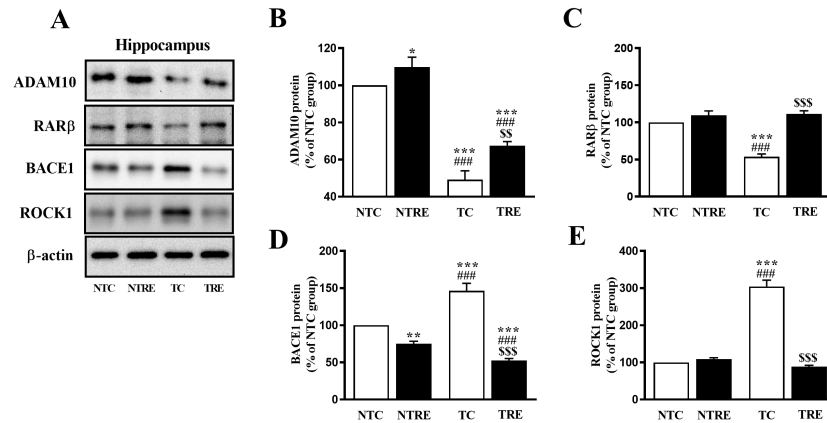 A
Hippocampus
ADAM10
RARβ
BACE1
ROCK1
β-actin
NTC NTRE TC TRE
B
ADAM10 protein
(% of NTC group)
120
100
80
60
40
*
***
###
***
###
$$
NTC NTRE TC TRE
C
RARβ protein
(% of NTC group)
200
150
100
50
0
***
###
$$$
NTC NTRE TC TRE
D
BACE1 protein
(% of NTC group)
200
150
100
50
0
**
***
###
***
###
$$$
NTC NTRE TC TRE
E
ROCK1 protein
(% of NTC group)
400
300
200
100
0
***
###
$$$
NTC NTRE TC TRE